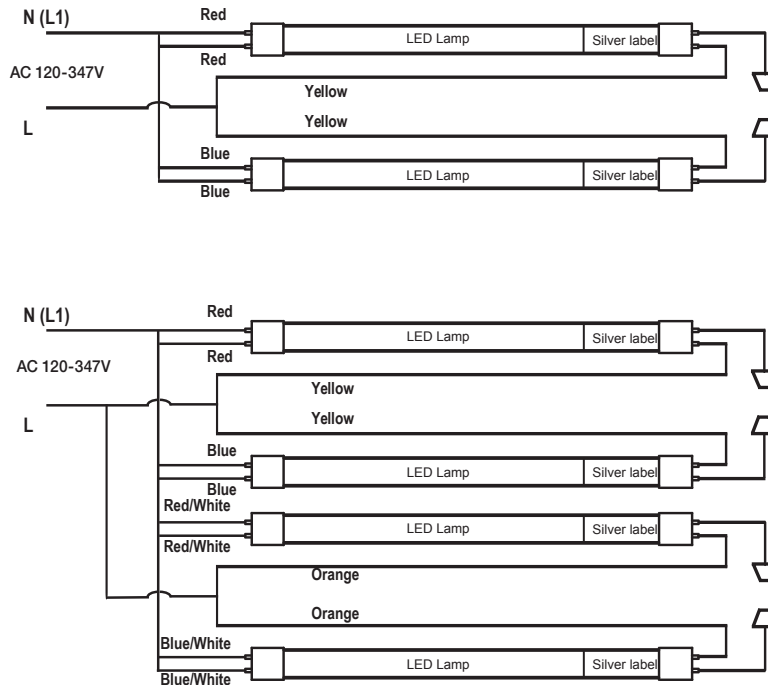 N (L1)
Red
LED Lamp
Silver label
Red
AC 120-347V
Yellow
Yellow
L
Blue
LED Lamp
Silver label
Blue
N (L1)
Red
LED Lamp
Silver label
Red
AC 120-347V
Yellow
Yellow
L
Blue
LED Lamp
Silver label
Blue
Red/White
LED Lamp
Silver label
Red/White
Orange
Orange
Blue/White
LED Lamp
Silver label
Blue/White